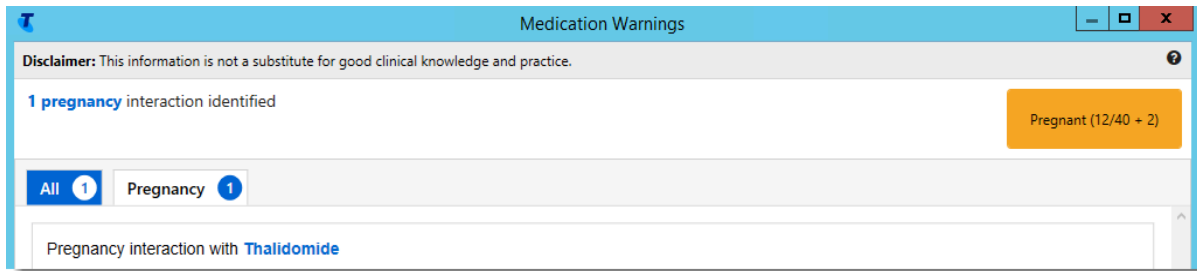 Medication Warnings
Disclaimer: This information is not a substitute for good clinical knowledge and practice.
1 pregnancy interaction identified
Pregnant (12/40 + 2)
All 1 Pregnancy 1
Pregnancy interaction with Thalidomide